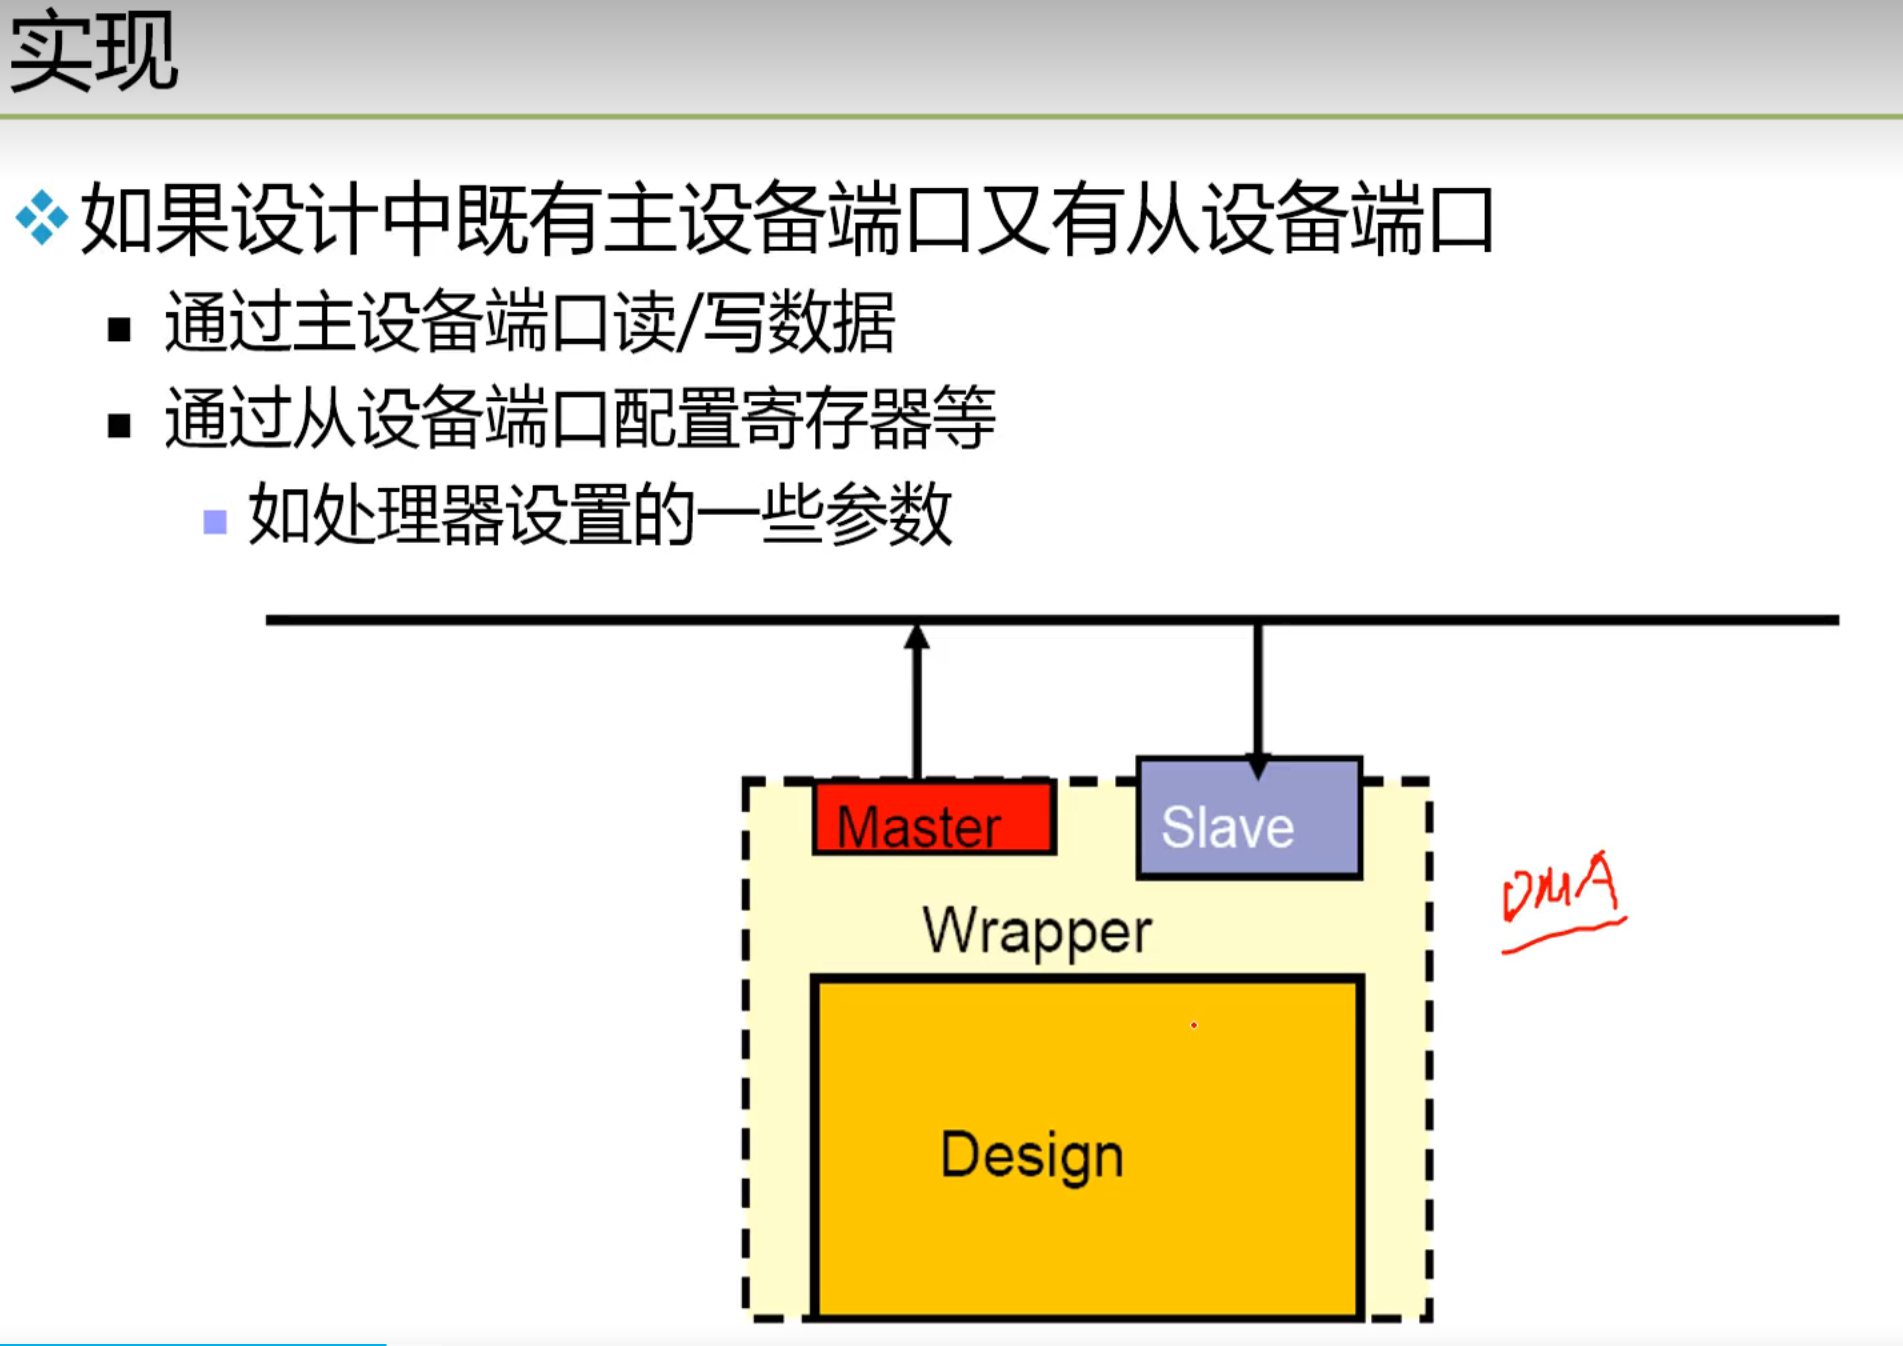 实现
如果设计中既有主设备端口又有从设备端口
通过主设备端口读/写数据
通过从设备端口配置寄存器等
如处理器设置的一些参数
Master
Slave
DMA
Wrapper
Design